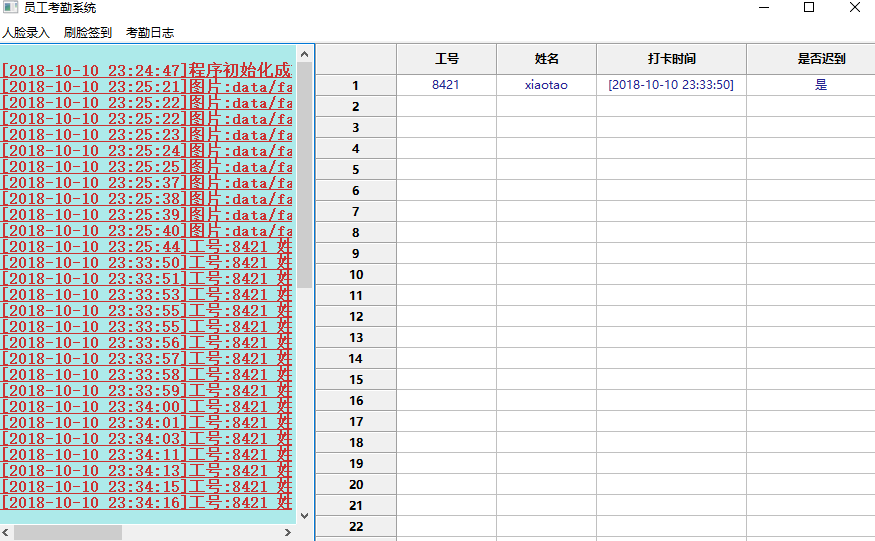 员工考勤系统
人脸录入 刷脸签到 考勤日志
[2018-10-10 23:24:47]程序初始化成
[2018-10-10 23:25:21]图片:data/fa
[2018-10-10 23:25:22]图片:data/fa
[2018-10-10 23:25:22]图片:data/fa
[2018-10-10 23:25:23]图片:data/fa
[2018-10-10 23:25:24]图片:data/fa
[2018-10-10 23:25:25]图片:data/fa
[2018-10-10 23:25:37]图片:data/fa
[2018-10-10 23:25:38]图片:data/fa
[2018-10-10 23:25:39]图片:data/fa
[2018-10-10 23:25:40]图片:data/fa
[2018-10-10 23:25:44]工号:8421 姓
[2018-10-10 23:33:50]工号:8421 姓
[2018-10-10 23:33:51]工号:8421 姓
[2018-10-10 23:33:53]工号:8421 姓
[2018-10-10 23:33:55]工号:8421 姓
[2018-10-10 23:33:55]工号:8421 姓
[2018-10-10 23:33:56]工号:8421 姓
[2018-10-10 23:33:57]工号:8421 姓
[2018-10-10 23:33:58]工号:8421 姓
[2018-10-10 23:33:59]工号:8421 姓
[2018-10-10 23:34:00]工号:8421 姓
[2018-10-10 23:34:01]工号:8421 姓
[2018-10-10 23:34:03]工号:8421 姓
[2018-10-10 23:34:11]工号:8421 姓
[2018-10-10 23:34:13]工号:8421 姓
[2018-10-10 23:34:15]工号:8421 姓
[2018-10-10 23:34:16]工号:8421 姓
工号 姓名 打卡时间 是否迟到
1 8421 xiaotao [2018-10-10 23:33:50] 是
2
3
4
5
6
7
8
9
10
11
12
13
14
15
16
17
18
19
20
21
22